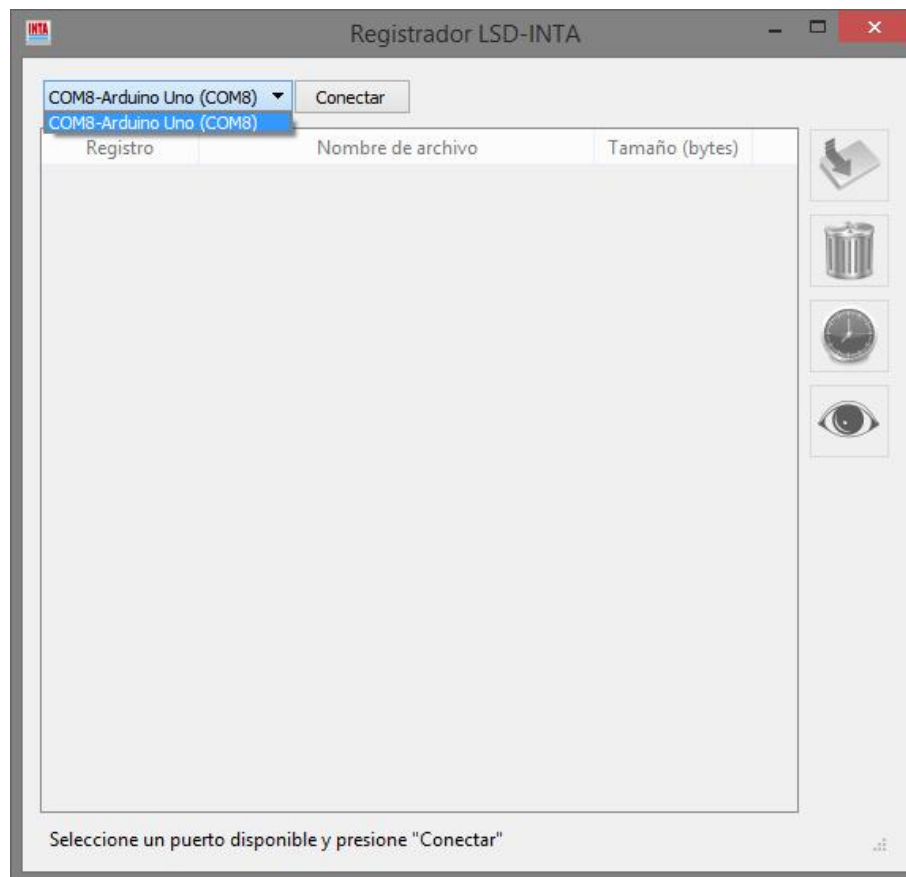 INTA
Registrador LSD-INTA
COM8-Arduino Uno (COM8)
Conectar
COM8-Arduino Uno (COM8)
Registro
Nombre de archivo
Tamaño (bytes)
Seleccione un puerto disponible y presione "Conectar"